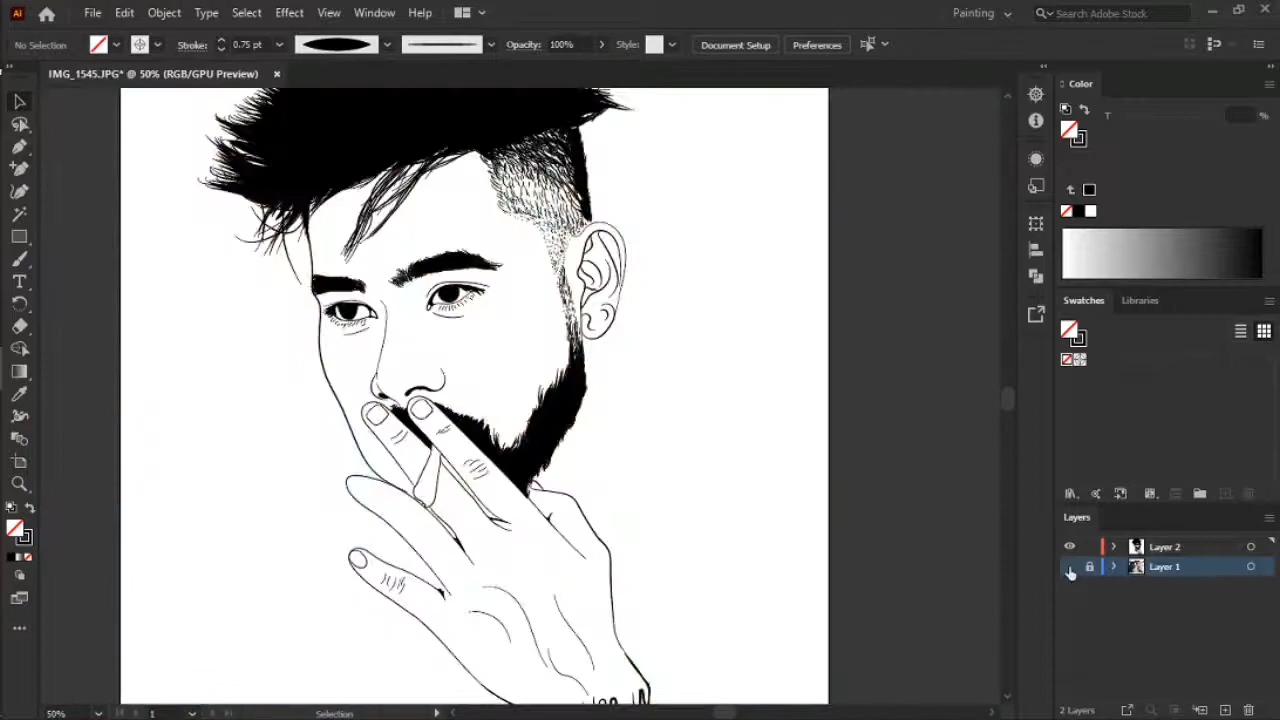 Ai File Edit Object Type Select Effect View Window Help Painting Search Adobe Stock
No Selection Stroke: 0.75 pt Opacity: 100% Style: Document Setup Preferences
IMG_1545.JPG* @ 50% (RGB/GPU Preview) ×
Color
T %
Swatches Libraries
Layers
Layer 2
Layer 1
50% 1 Selection 2 Layers